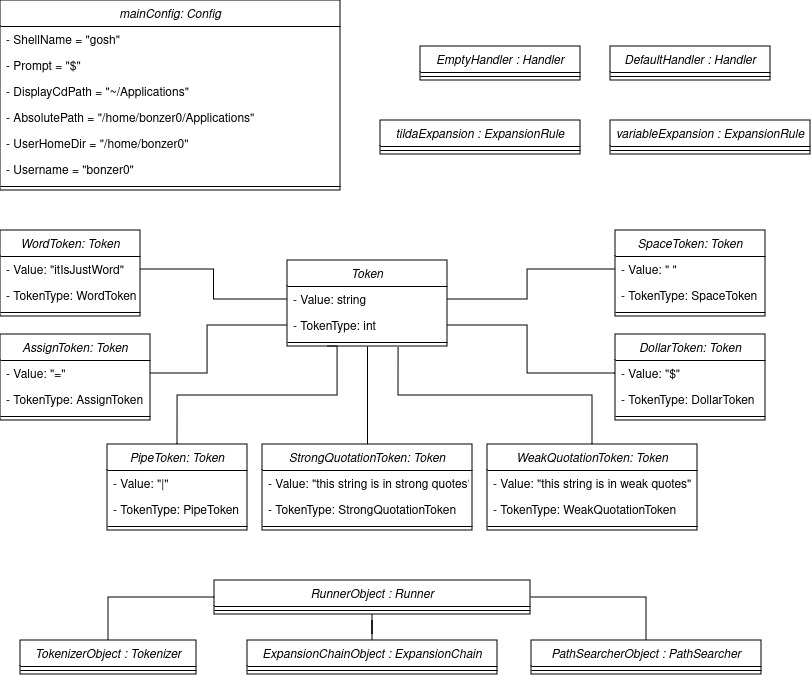 mainConfig: Config
- ShellName = "gosh"
- Prompt = "$"
- DisplayCdPath = "~/Applications"
- AbsolutePath = "/home/bonzer0/Applications"
- UserHomeDir = "/home/bonzer0"
- Username = "bonzer0"
EmptyHandler : Handler
DefaultHandler : Handler
tildaExpansion : ExpansionRule
variableExpansion : ExpansionRule
WordToken: Token
- Value: "itIsJustWord"
- TokenType: WordToken
Token
- Value: string
- TokenType: int
SpaceToken: Token
- Value: " "
- TokenType: SpaceToken
AssignToken: Token
- Value: "="
- TokenType: AssignToken
DollarToken: Token
- Value: "$"
- TokenType: DollarToken
PipeToken: Token
- Value: "|"
- TokenType: PipeToken
StrongQuotationToken: Token
- Value: "this string is in strong quotes'
- TokenType: StrongQuotationToken
WeakQuotationToken: Token
- Value: "this string is in weak quotes"
- TokenType: WeakQuotationToken
RunnerObject : Runner
TokenizerObject : Tokenizer
ExpansionChainObject : ExpansionChain
PathSearcherObject : PathSearcher